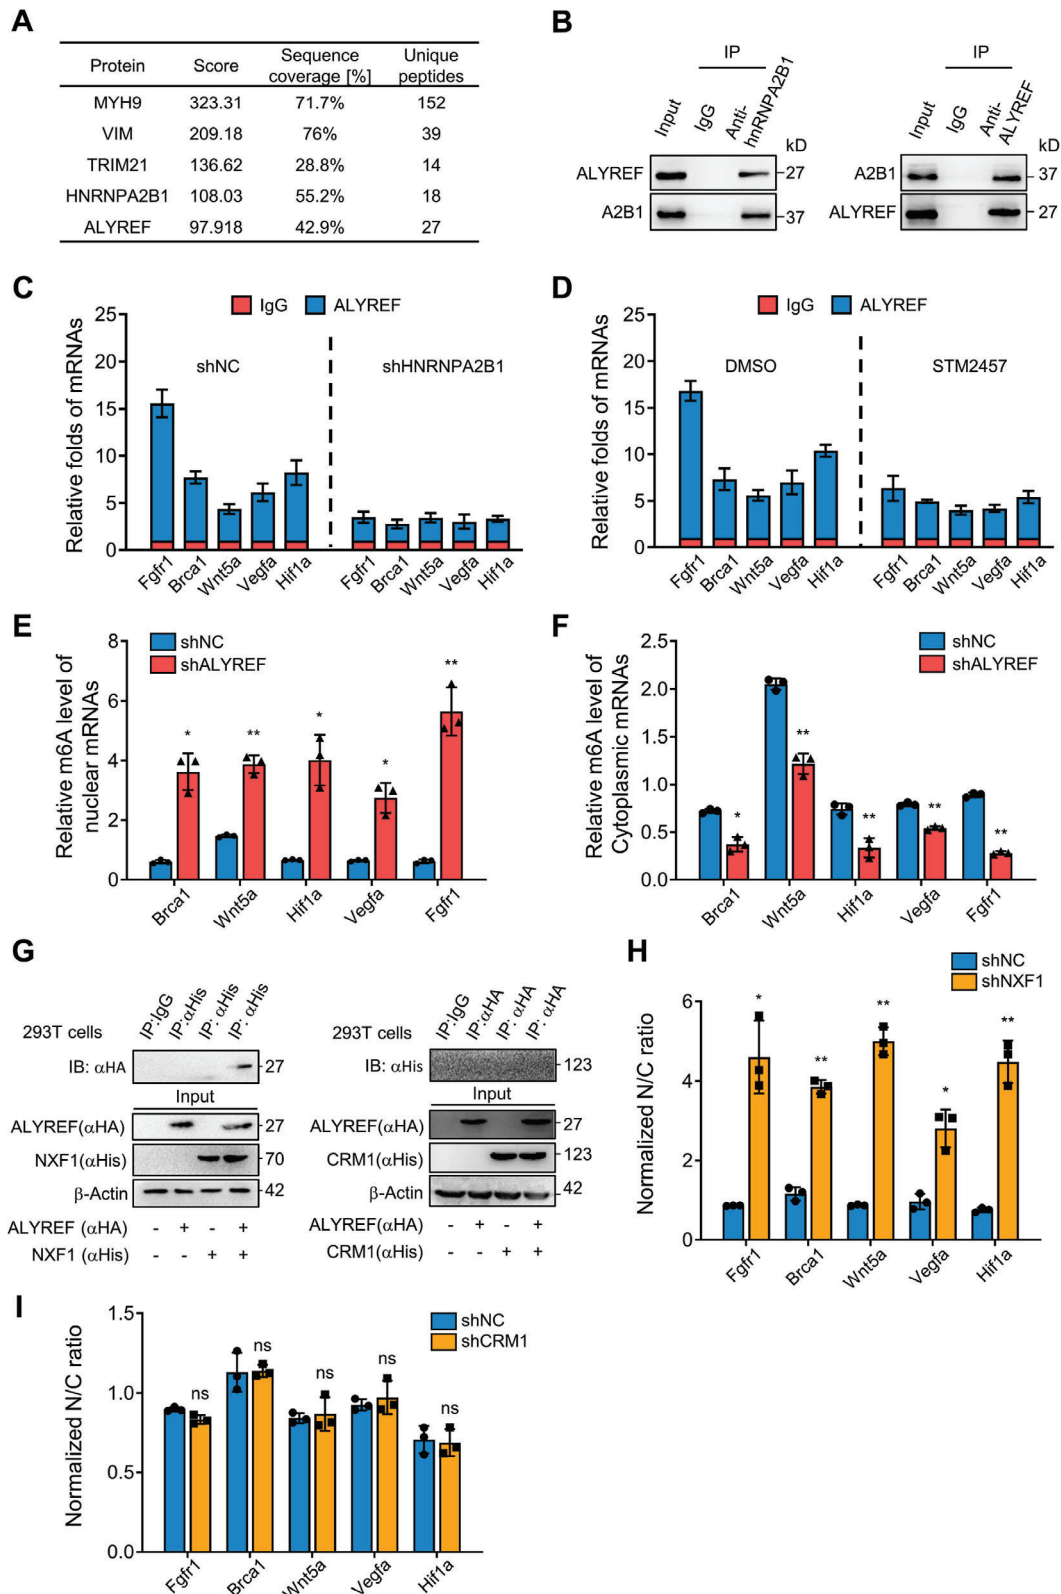 A
Protein Score Sequence coverage [%] Unique peptides
MYH9 323.31 71.7% 152
VIM 209.18 76% 39
TRIM21 136.62 28.8% 14
HNRNPA2B1 108.03 55.2% 18
ALYREF 97.918 42.9% 27
B
IP
Input IgG Anti-hnRNPA2B1 kD
ALYREF 27
A2B1 37
IP
Input IgG Anti-ALYREF kD
A2B1 37
ALYREF 27
C
IgG ALYREF
Relative folds of mRNAs
25
20
15
10
5
0
shNC shHNRNPA2B1
Fgfr1 Brca1 Wnt5a Vegfa Hif1a Fgfr1 Brca1 Wnt5a Vegfa Hif1a
D
IgG ALYREF
Relative folds of mRNAs
25
20
15
10
5
0
DMSO STM2457
Fgfr1 Brca1 Wnt5a Vegfa Hif1a Fgfr1 Brca1 Wnt5a Vegfa Hif1a
E
shNC
shALYREF
Relative m6A level of
nuclear mRNAs
8
6
4
2
0
* ** * * **
Brca1 Wnt5a Hif1a Vegfa Fgfr1
F
shNC
shALYREF
Relative m6A level of
Cytoplasmic mRNAs
2.5
2.0
1.5
1.0
0.5
0.0
* ** ** ** **
Brca1 Wnt5a Hif1a Vegfa Fgfr1
G
293T cells IP:IgG IP:αHis IP: αHis IP: αHis
IB: αHA 27
Input
ALYREF(αHA) 27
NXF1(αHis) 70
β-Actin 42
ALYREF (αHA) - + - +
NXF1 (αHis) - - + +
293T cells IP:IgG IP:αHA IP: αHA IP: αHA
IB: αHis 123
Input
ALYREF(αHA) 27
CRM1(αHis) 123
β-Actin 42
ALYREF(αHA) - + - +
CRM1(αHis) - - + +
H
shNC
shNXF1
Normalized N/C ratio
6
4
2
0
* ** ** * **
Fgfr1 Brca1 Wnt5a Vegfa Hif1a
I
shNC
shCRM1
Normalized N/C ratio
1.5
1.0
0.5
0.0
ns ns ns ns ns
Fgfr1 Brca1 Wnt5a Vegfa Hif1a